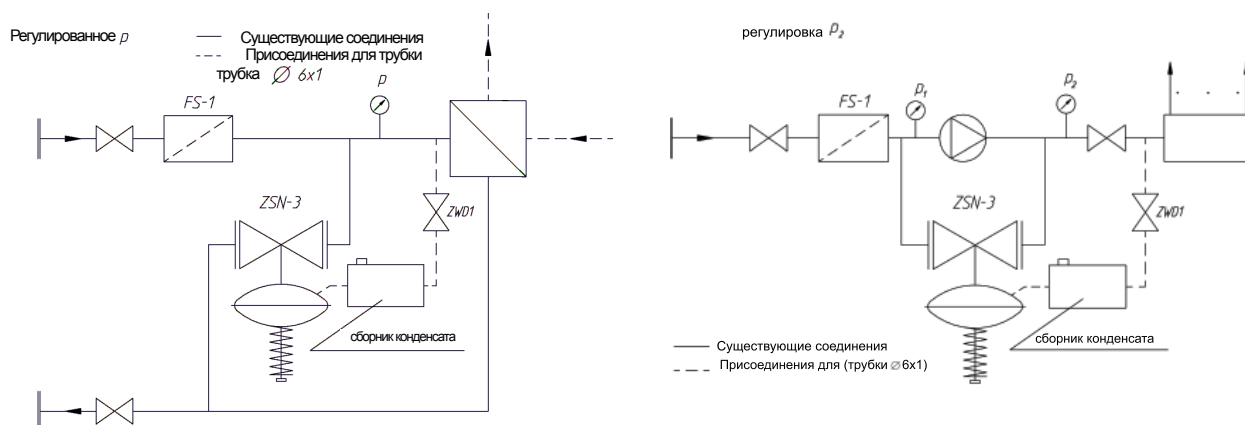 Регулированное p
Существующие соединения
Присоединения для трубки
трубка Ø 6x1
p
FS-1
ZSN-3
ZWD1
сборник конденсата
регулировка p₂
FS-1
p₁
p₂
ZSN-3
ZWD1
сборник конденсата
Существующие соединения
Присоединения для (трубки Ø 6x1)